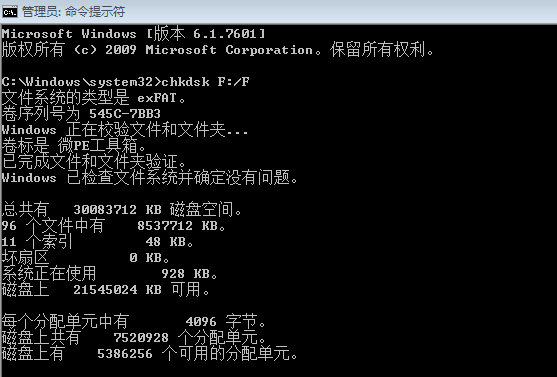 管理员: 命令提示符
Microsoft Windows [版本 6.1.7601]
版权所有 (c) 2009 Microsoft Corporation。保留所有权利。
C:\Windows\system32>chkdsk F:/F
文件系统的类型是 exFAT。
卷序列号为 545C-7BB3
Windows 正在校验文件和文件夹...
卷标是 微PE工具箱。
已完成文件和文件夹验证。
Windows 已检查文件系统并确定没有问题。
总共有   30083712 KB 磁盘空间。
96 个文件中有    8537712 KB。
11 个索引         48 KB。
坏扇区          0 KB。
系统正在使用        928 KB。
磁盘上   21545024 KB 可用。
每个分配单元中有       4096 字节。
磁盘上共有    7520928 个分配单元。
磁盘上有    5386256 个可用的分配单元。